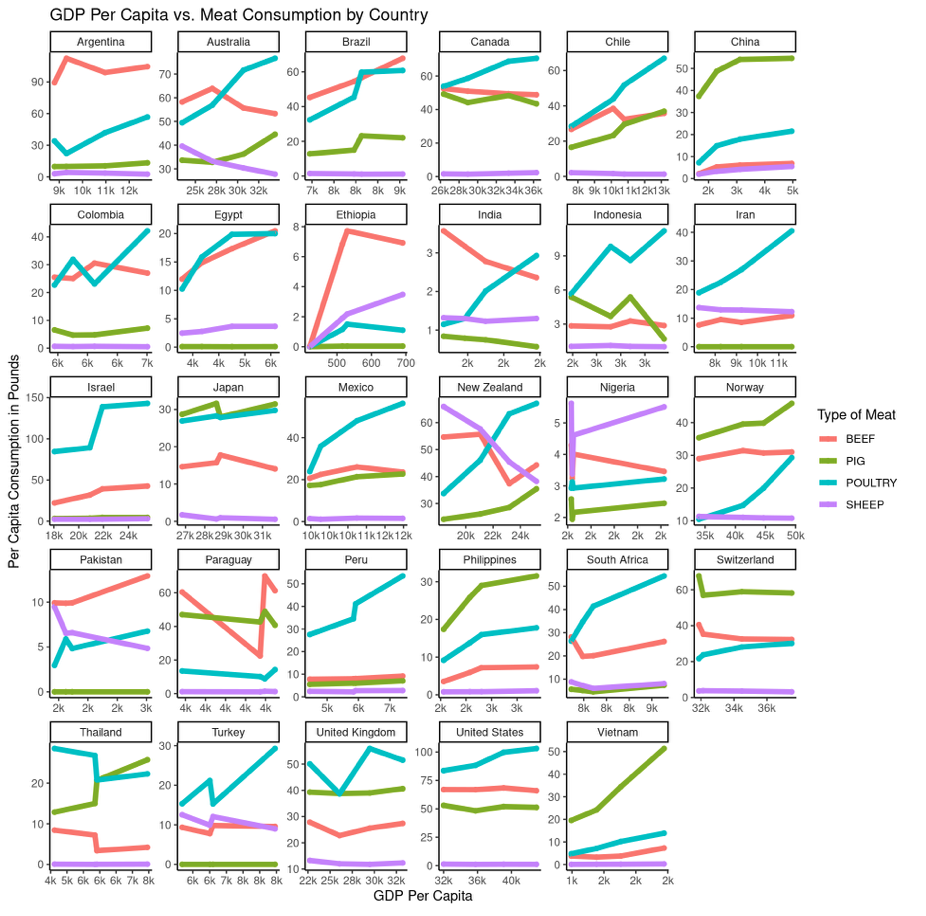 GDP Per Capita vs. Meat Consumption by Country
Argentina Australia Brazil Canada Chile China
90 60 30 0
70 60 50 40 30
60 40 20 0
60 40 20 0
60 40 20 0
50 40 30 20 10 0
9k 10k 11k 12k
25k 28k 30k 32k
7k 8k 8k 9k 9k
26k 28k 30k 32k 34k 36k
8k 9k 10k 11k 12k 13k
2k 3k 4k 5k
Colombia Egypt Ethiopia India Indonesia Iran
40 30 20 10 0
20 15 10 5 0
8 6 4 2 0
3 2 1
9 6 3
40 30 20 10 0
6k 6k 6k 7k
4k 4k 6k 6k
500 600 700
2k 2k 2k
2k 3k 3k 3k
8k 9k 10k 11k
Israel Japan Mexico New Zealand Nigeria Norway
150 100 50 0
30 20 10 0
40 20 0
60 50 40 30
5 4 3 2
40 30 20 10
18k 20k 22k 24k
27k 28k 29k 30k 31k
10k 10k 11k 11k 12k 12k
20k 22k 24k
2k 2k 2k 2k 2k
35k 40k 45k 50k
Pakistan Paraguay Peru Philippines South Africa Switzerland
10 5 0
60 40 20 0
50 40 30 20 10 0
30 20 10 0
50 40 30 20 10
60 40 20 0
2k 2k 2k 3k
4k 4k 4k 4k
5k 6k 7k
2k 2k 3k 3k
8k 8k 9k
32k 34k 36k
Thailand Turkey United Kingdom United States Vietnam
20 10 0
30 20 10 0
50 40 30 20 10
100 75 50 25 0
50 40 30 20 10 0
4k 5k 6k 6k 7k 8k
6k 6k 7k 8k 8k
22k 25k 28k 30k 32k
32k 36k 40k
1k 2k 2k 2k
GDP Per Capita
Per Capita Consumption in Pounds
Type of Meat
BEEF
PIG
POULTRY
SHEEP